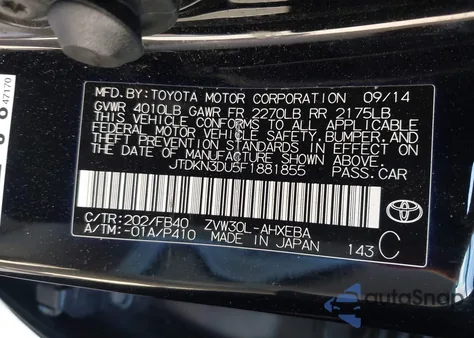 MFD.BY:TOYOTA MOTOR CORPORATION 09/14
GVWR 4010LB GAWR FR 2270LB RR 2175LB
THIS VEHICLE CONFORMS TO ALL APPLICABLE
FEDERAL MOTOR VEHICLE SAFETY,BUMPER,AND
THEFT PREVENTION STANDARDS IN EFFECT ON
THE DATE OF MANUFACTURE SHOWN ABOVE.
JTDKN3DU5F1881855 PASS.CAR
C/TR:202/FB40 ZVW30L-AHXEBA
A/TM:-01A/P410 MADE IN JAPAN
143 C
TOYOTA
47170
autoSnap